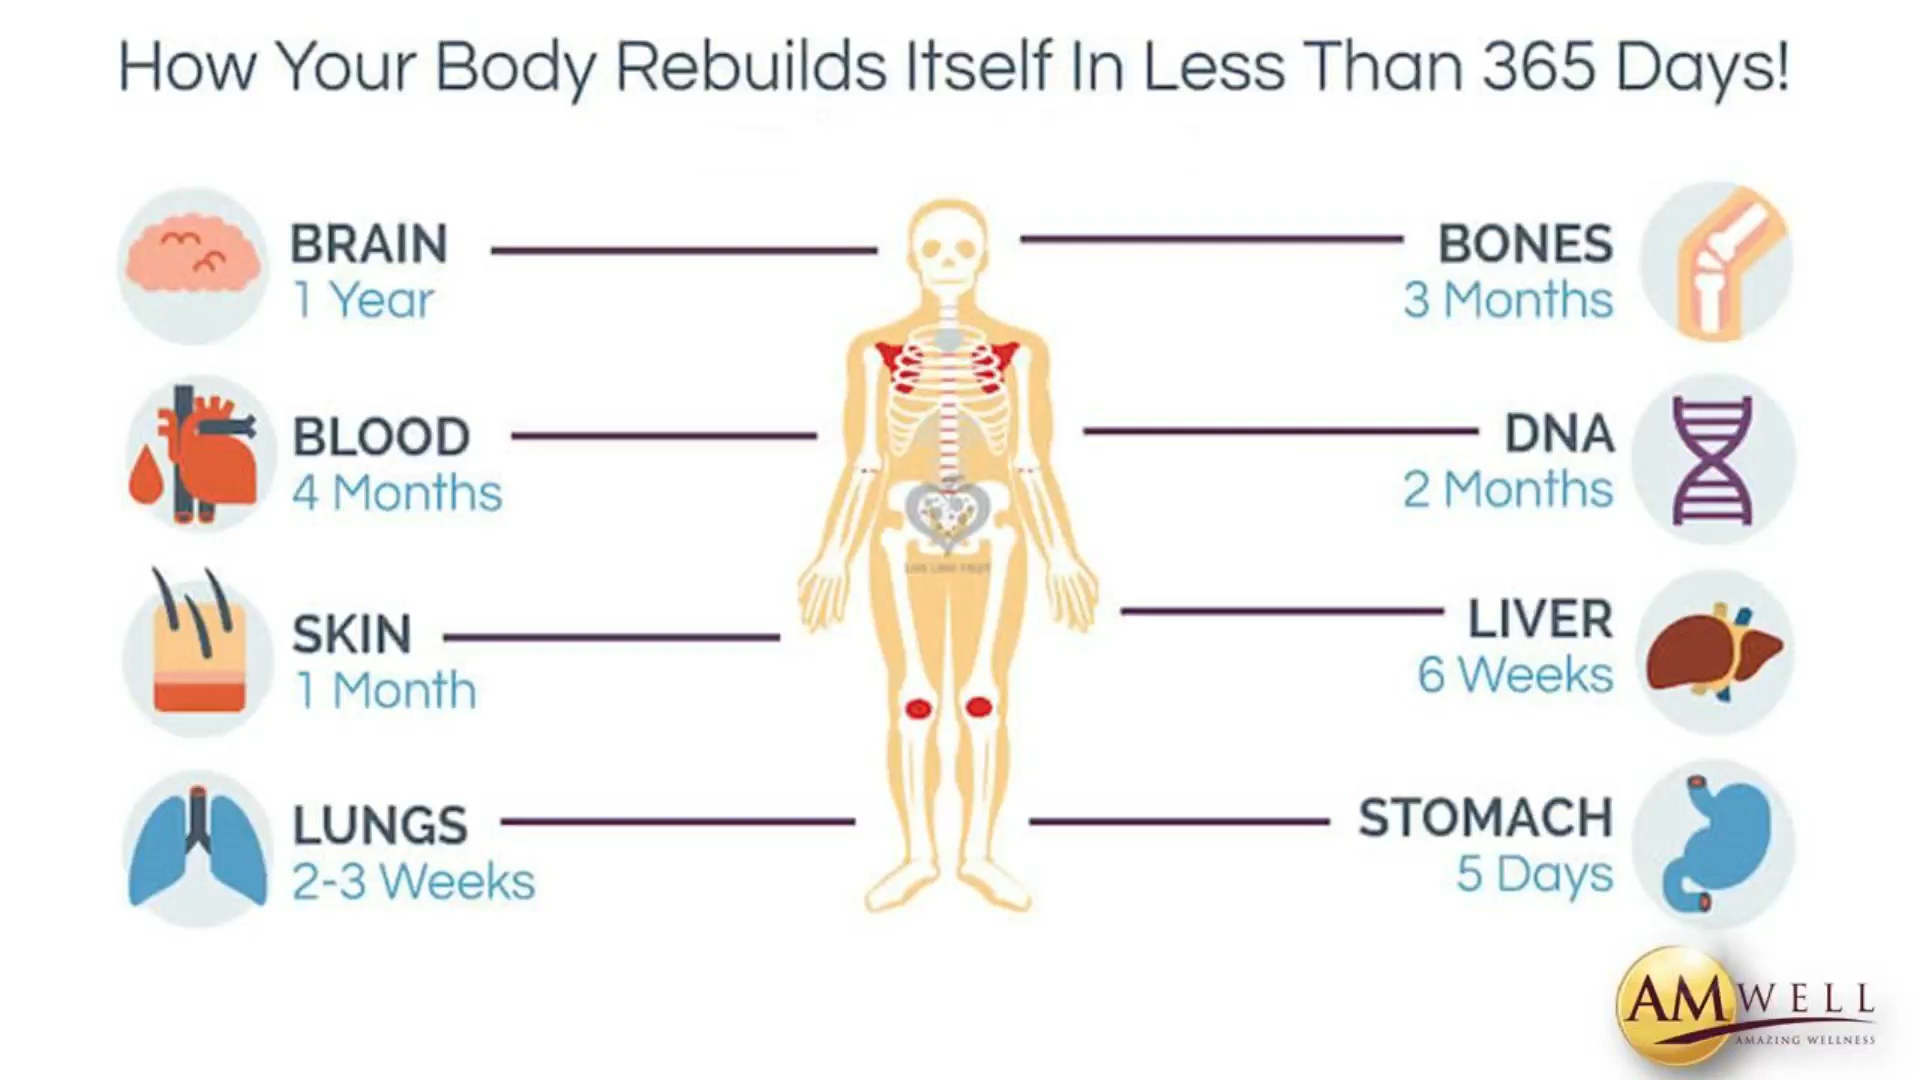 How Your Body Rebuilds Itself In Less Than 365 Days!
BRAIN
1 Year
BLOOD
4 Months
SKIN
1 Month
LUNGS
2-3 Weeks
BONES
3 Months
DNA
2 Months
LIVER
6 Weeks
STOMACH
5 Days
AMWELL
AMAZING WELLNESS